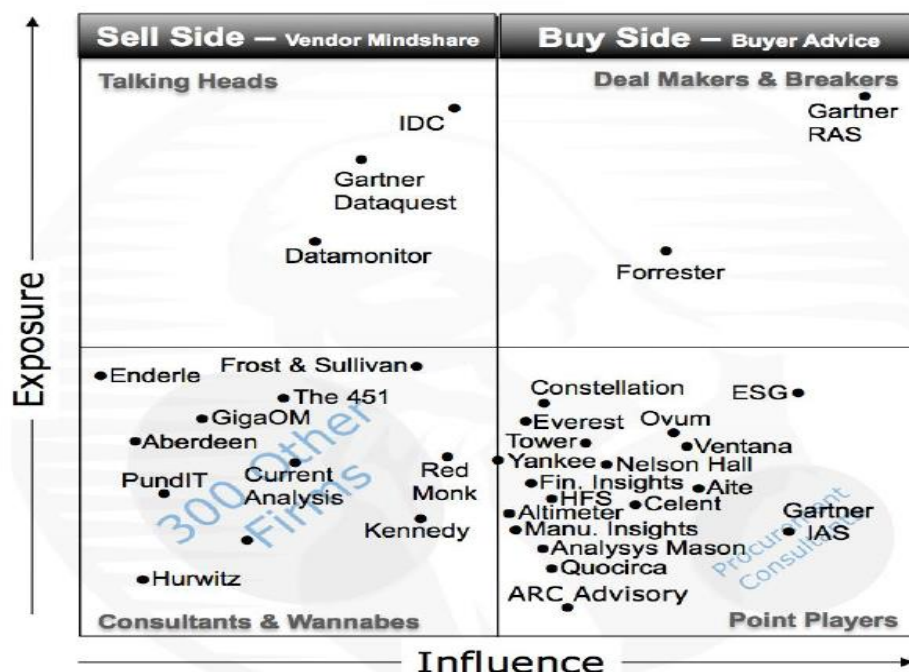 Sell Side – Vendor Mindshare
Buy Side – Buyer Advice
Talking Heads
Deal Makers & Breakers
IDC
Gartner
RAS
Gartner
Dataquest
Datamonitor
Forrester
Exposure
Frost & Sullivan
Enderle
The 451
GigaOM
Aberdeen
PundIT
Current
Analysis
Red
Monk
Kennedy
Hurwitz
300 Other
Firms
Consultants & Wannabes
Constellation
ESG
Everest
Ovum
Tower
Ventana
Yankee
Nelson Hall
Fin. Insights
Aite
HFS
Celent
Altimeter
Gartner
IAS
Manu. Insights
Analysys Mason
Quocirca
ARC Advisory
Procurement
Consultants
Point Players
Influence